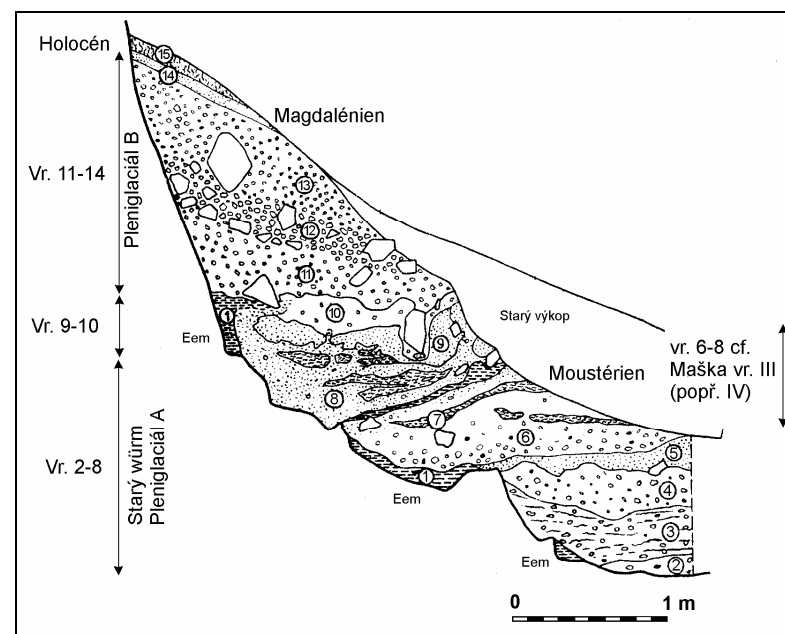 Holocén
15
14
Magdalénien
Vr. 11-14
Pleniglaciál B
13
12
11
Vr. 9-10
1
10
9
Eem
Starý výkop
vr. 6-8 cf.
Maška vr. III
(popř. IV)
Moustérien
8
7
6
5
Vr. 2-8
Starý würm
Pleniglaciál A
1
4
Eem
3
Eem
2
0 1 m